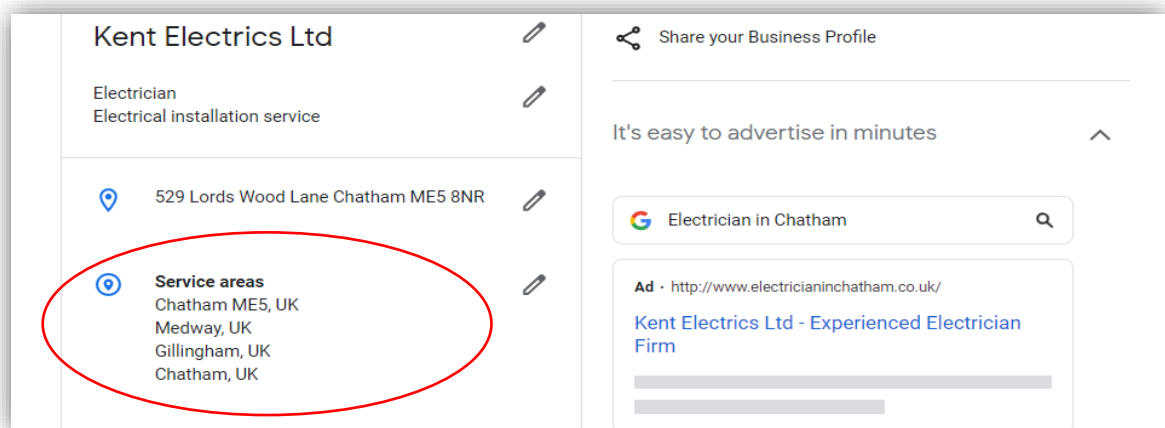 Kent Electrics Ltd
Electrician
Electrical installation service
529 Lords Wood Lane Chatham ME5 8NR
Service areas
Chatham ME5, UK
Medway, UK
Gillingham, UK
Chatham, UK
Share your Business Profile
It's easy to advertise in minutes
Electrician in Chatham
Ad · http://www.electricianinchatham.co.uk/
Kent Electrics Ltd - Experienced Electrician
Firm